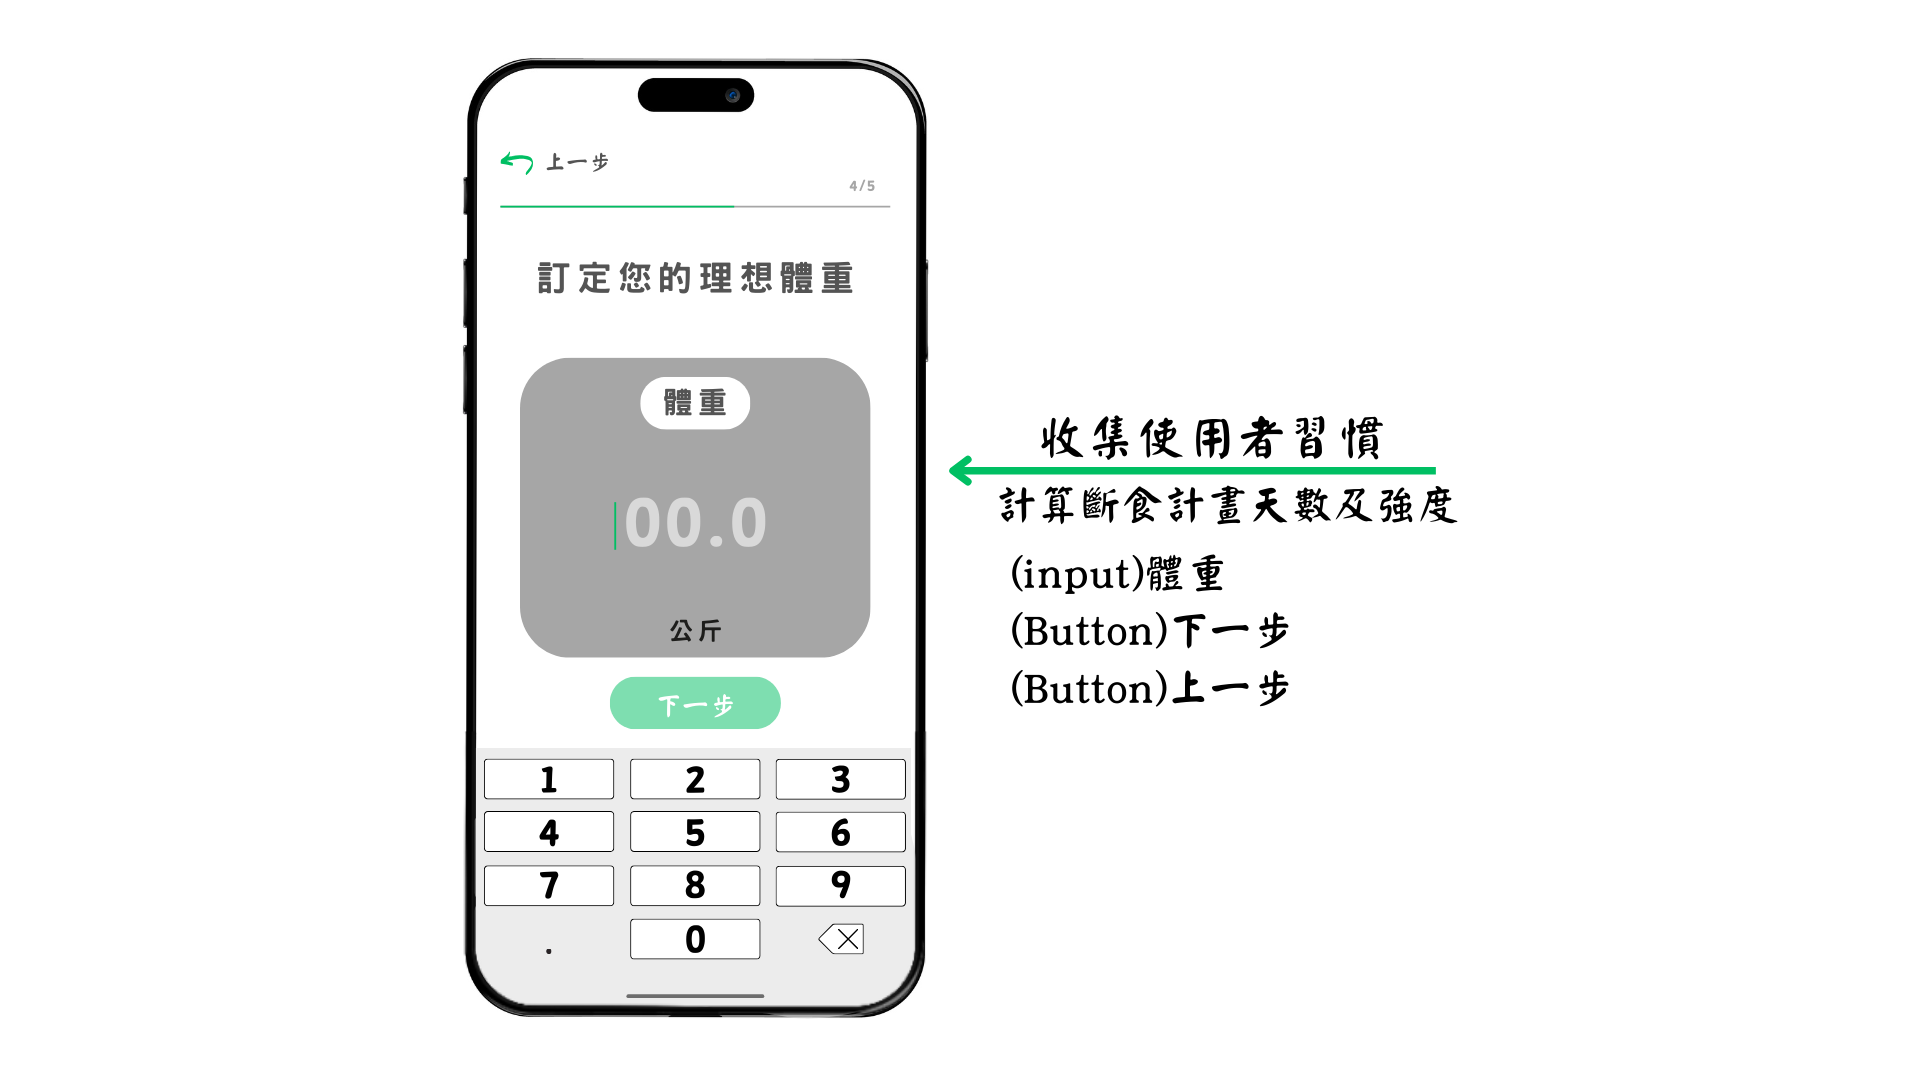 上一步
4/5
訂定您的理想體重
體重
00.0
公斤
下一步
1 2 3
4 5 6
7 8 9
. 0
收集使用者習慣
計算斷食計畫天數及強度
(input)體重
(Button)下一步
(Button)上一步